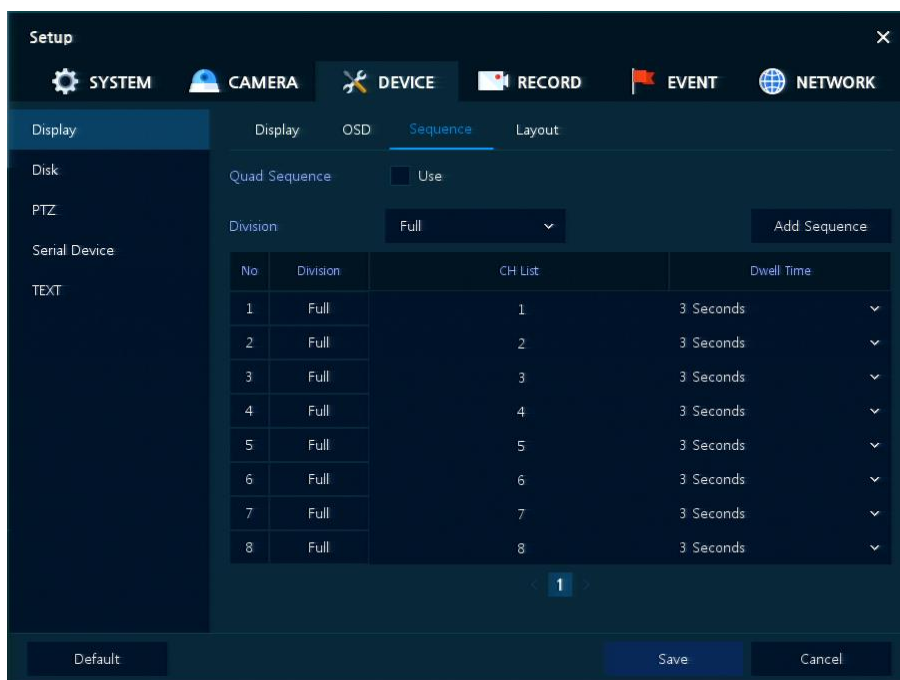 Setup
SYSTEM CAMERA DEVICE RECORD EVENT NETWORK
Display
Disk
PTZ
Serial Device
TEXT
Display OSD Sequence Layout
Quad Sequence Use
Division Full Add Sequence
No Division CH List Dwell Time
1 Full 1 3 Seconds
2 Full 2 3 Seconds
3 Full 3 3 Seconds
4 Full 4 3 Seconds
5 Full 5 3 Seconds
6 Full 6 3 Seconds
7 Full 7 3 Seconds
8 Full 8 3 Seconds
1
Default Save Cancel